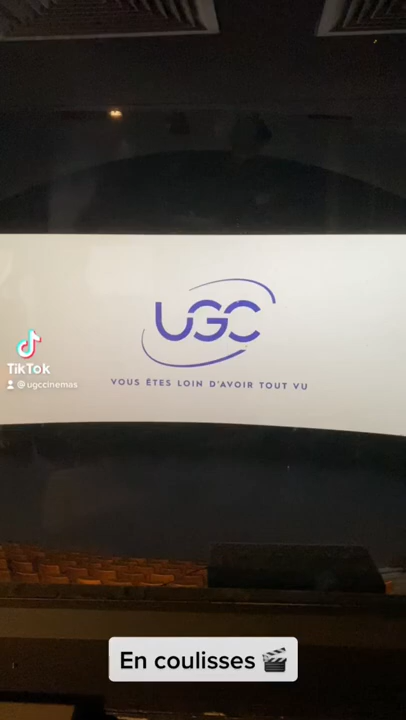 UGC
VOUS ÊTES LOIN D'AVOIR TOUT VU
TikTok
@ugccinemas
En coulisses 🎬